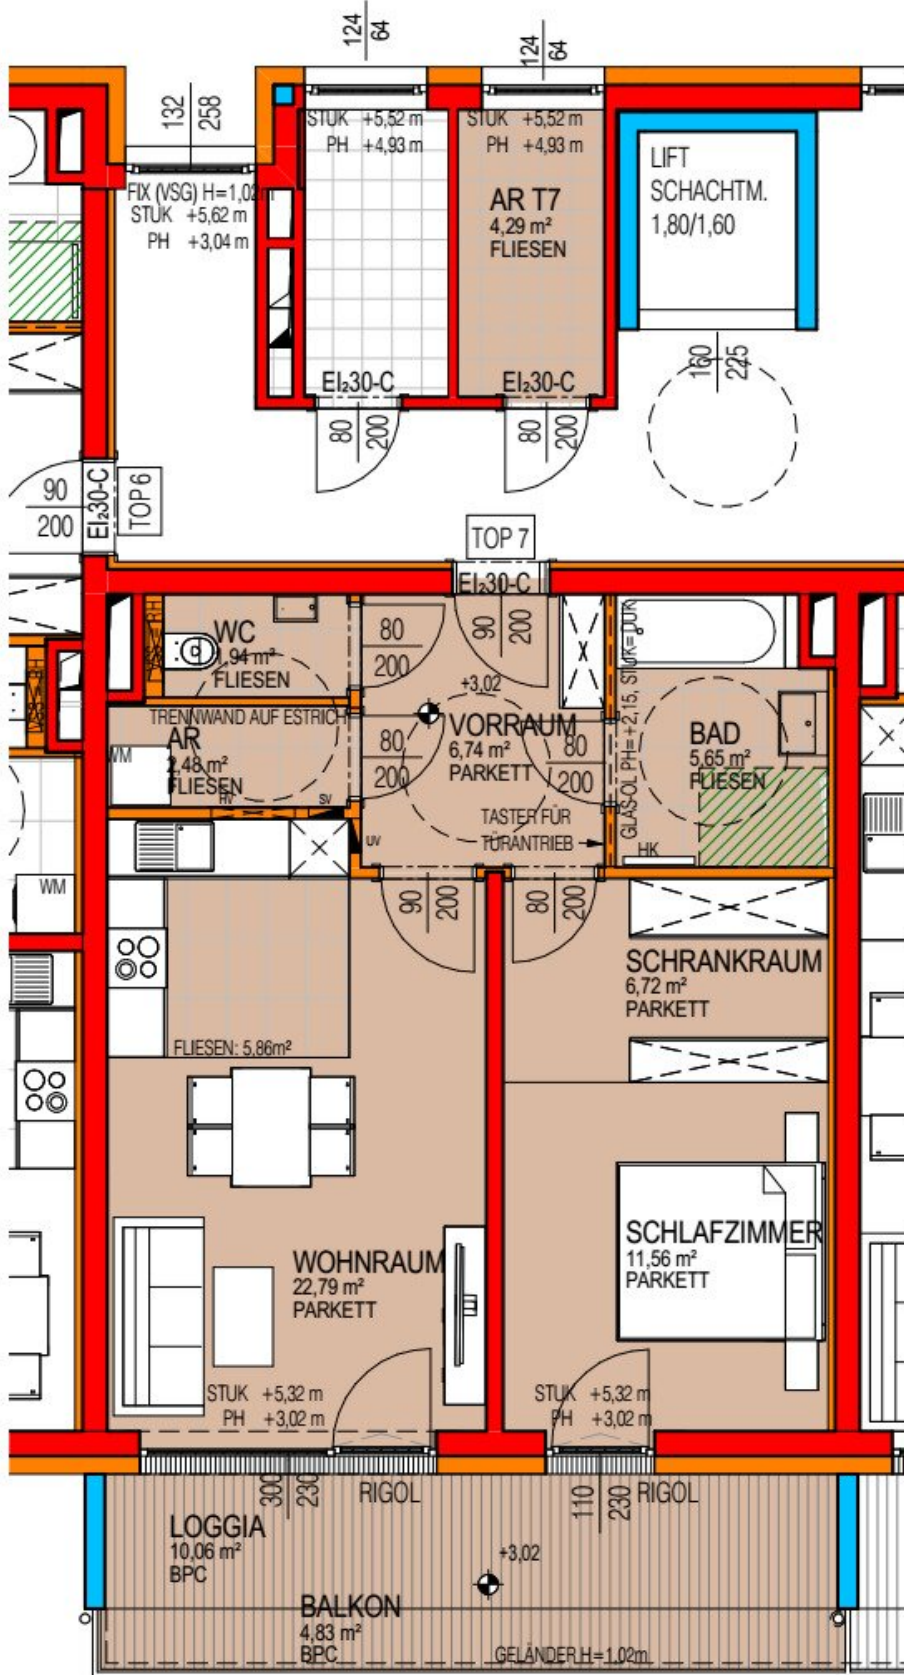 124
64
124
64
132
258
STUK +5,52 m
PH +4,93 m
STUK +5,52 m
PH +4,93 m
LIFT
SCHACHTM.
1,80/1,60
FIX (VSG) H=1,02m
STUK +5,62 m
PH +3,04 m
AR T7
4,29 m²
FLIESEN
160
225
EI₂30-C
EI₂30-C
80
200
80
200
90
200
EI₂30-C
TOP 6
TOP 7
EI₂30-C
WC
1,94 m²
FLIESEN
80
200
90
200
+3,02
TRENNWAND AUF ESTRICH
AR
2,48 m²
FLIESEN
WM
HV
SV
UV
80
200
VORRAUM
6,74 m²
PARKETT
80
200
TASTER FÜR
TÜRANTRIEB
GLAS-OL PH=+2,15, STUK=DUK
BAD
5,65 m²
FLIESEN
HK
WM
90
200
80
200
SCHRANKRAUM
6,72 m²
PARKETT
FLIESEN: 5,86m²
WOHNRAUM
22,79 m²
PARKETT
SCHLAFZIMMER
11,56 m²
PARKETT
STUK +5,32 m
PH +3,02 m
STUK +5,32 m
PH +3,02 m
300
230
RIGOL
110
230
RIGOL
LOGGIA
10,06 m²
BPC
+3,02
BALKON
4,83 m²
BPC
GELÄNDER H=1,02m